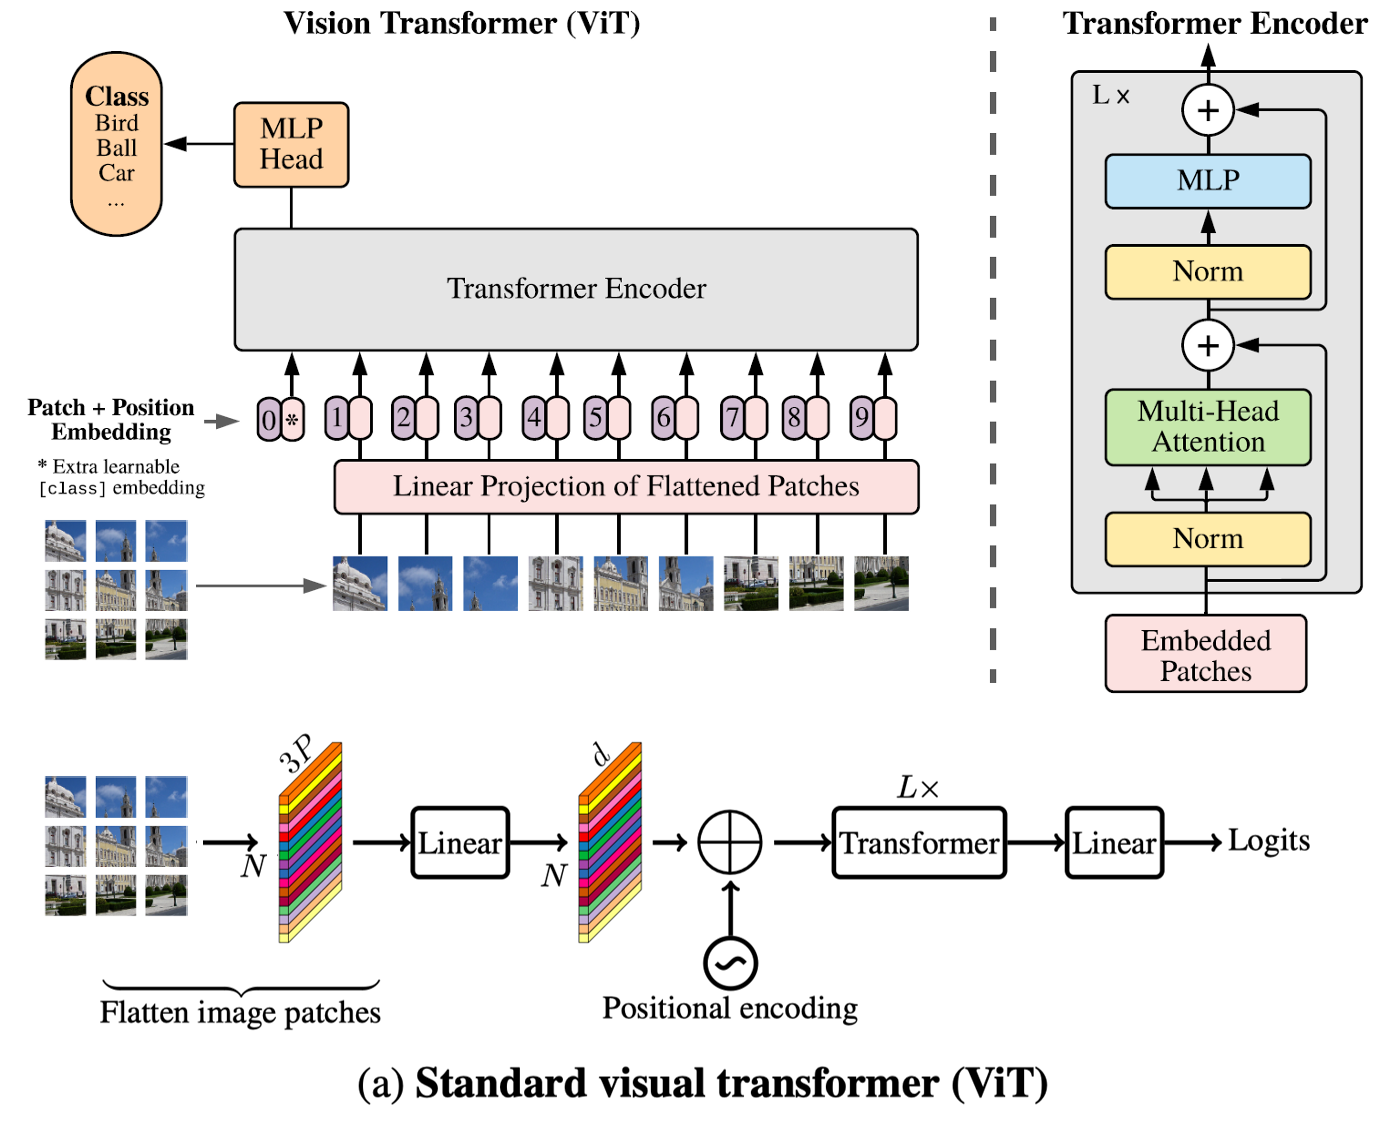 Vision Transformer (ViT)
Class
Bird
Ball
Car
...
MLP
Head
Transformer Encoder
Patch + Position
Embedding
0 * 1 2 3 4 5 6 7 8 9
* Extra learnable
[class] embedding
Linear Projection of Flattened Patches
Transformer Encoder
L ×
+
MLP
Norm
+
Multi-Head
Attention
Norm
Embedded
Patches
3P
N
Linear
d
N
L×
Transformer
Linear
Logits
Flatten image patches
Positional encoding
(a) Standard visual transformer (ViT)